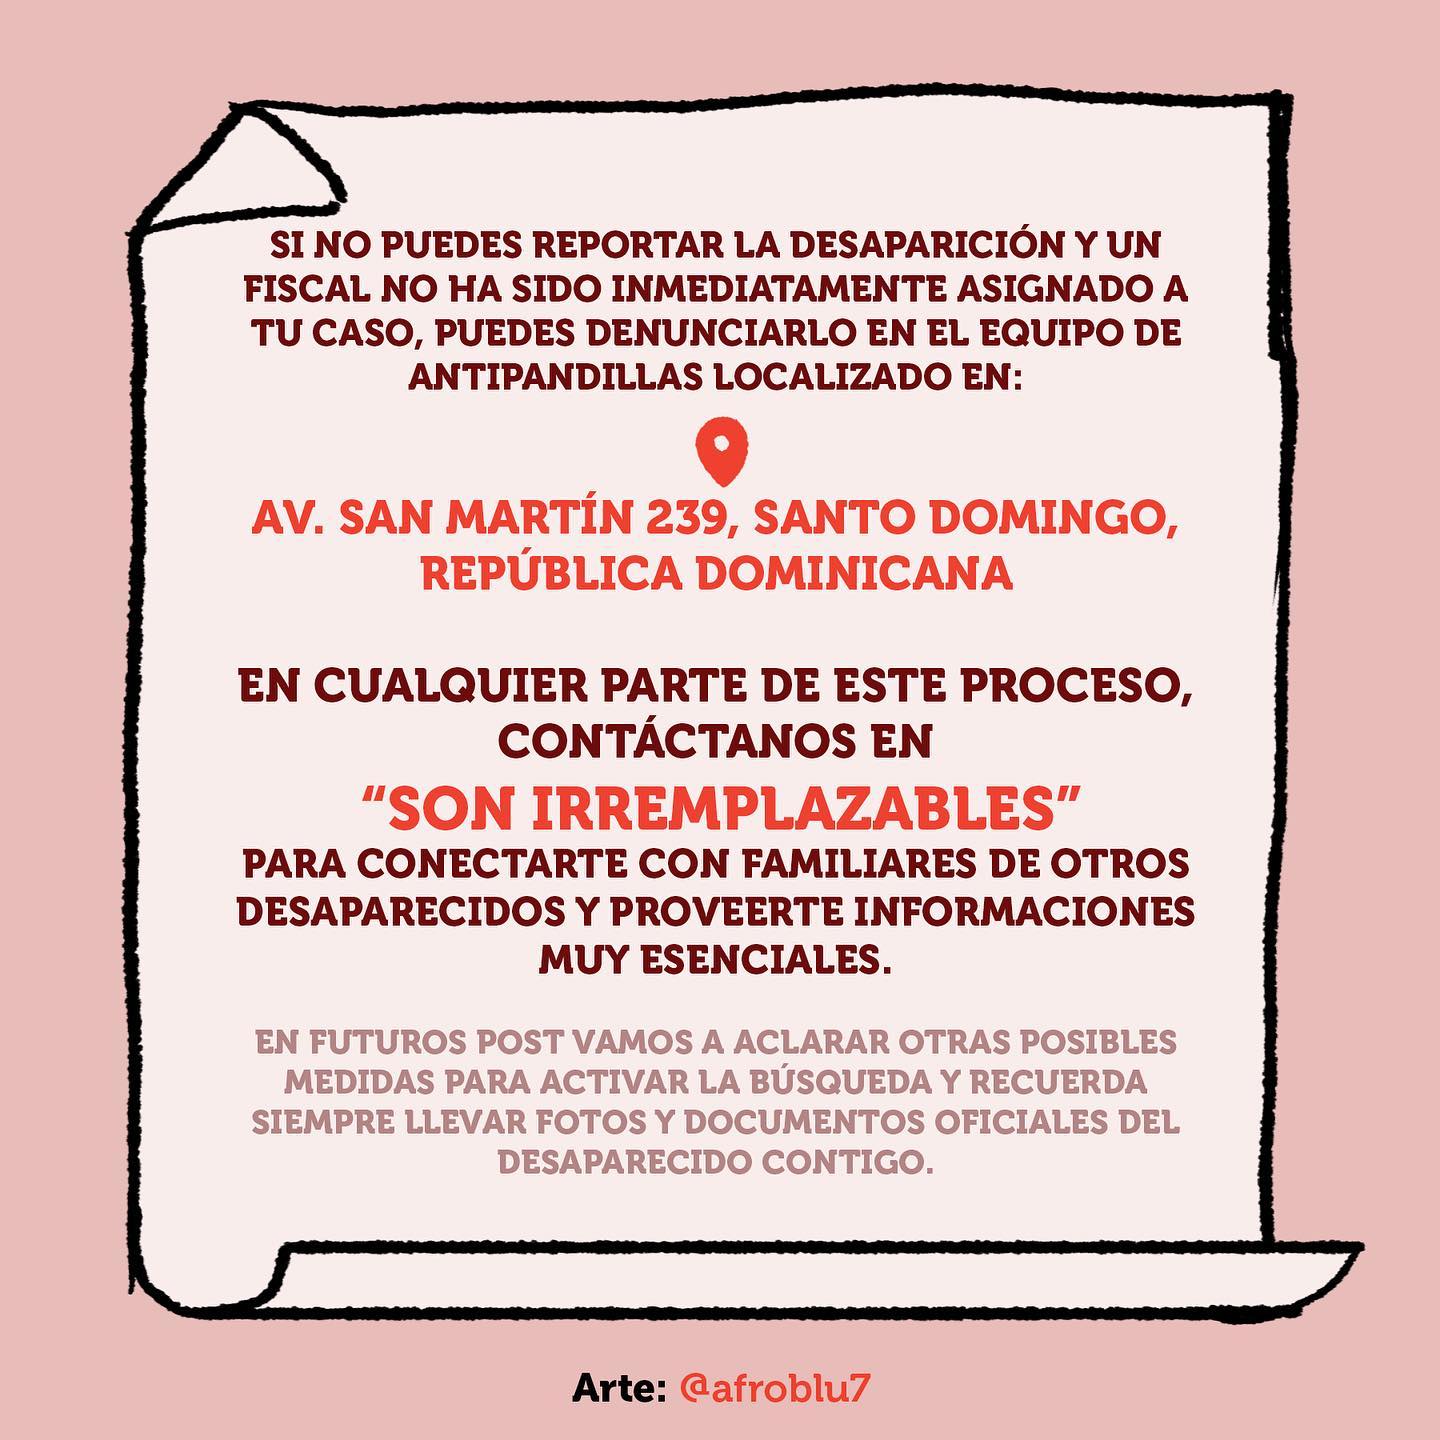 SI NO PUEDES REPORTAR LA DESAPARICIÓN Y UN
FISCAL NO HA SIDO INMEDIATAMENTE ASIGNADO A
TU CASO, PUEDES DENUNCIARLO EN EL EQUIPO DE
ANTIPANDILLAS LOCALIZADO EN:
AV. SAN MARTÍN 239, SANTO DOMINGO,
REPÚBLICA DOMINICANA
EN CUALQUIER PARTE DE ESTE PROCESO,
CONTÁCTANOS EN
“SON IRREMPLAZABLES”
PARA CONECTARTE CON FAMILIARES DE OTROS
DESAPARECIDOS Y PROVEERTE INFORMACIONES
MUY ESENCIALES.
EN FUTUROS POST VAMOS A ACLARAR OTRAS POSIBLES
MEDIDAS PARA ACTIVAR LA BÚSQUEDA Y RECUERDA
SIEMPRE LLEVAR FOTOS Y DOCUMENTOS OFICIALES DEL
DESAPARECIDO CONTIGO.
Arte: @afroblu7